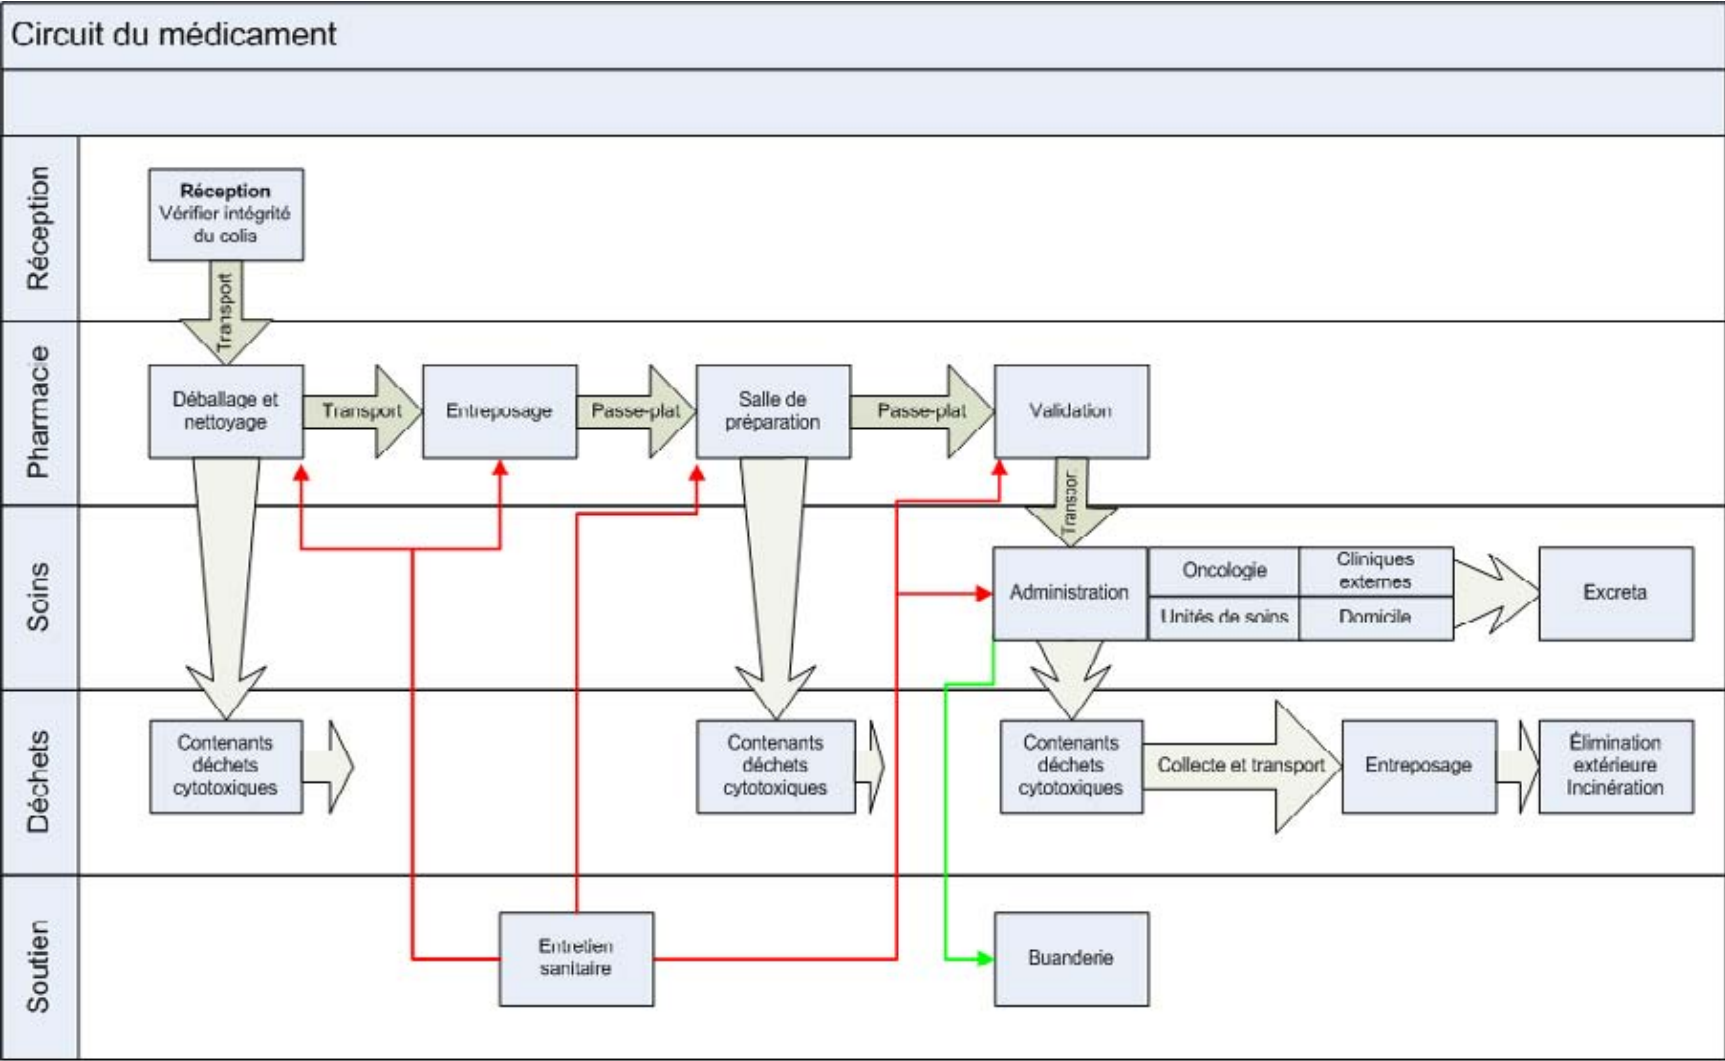 Circuit du médicament
Réception
Réception
Vérifier intégrité
du colis
Transport
Pharmacie
Déballage et
nettoyage
Transport
Entreposage
Passe-plat
Salle de
préparation
Passe-plat
Validation
Transpor
Soins
Administration
Oncologie
Cliniques
externes
Unités de soins
Domicile
Excreta
Déchets
Contenants
déchets
cytotoxiques
Contenants
déchets
cytotoxiques
Contenants
déchets
cytotoxiques
Collecte et transport
Entreposage
Élimination
extérieure
Incinération
Soutien
Entretien
sanitaire
Buanderie